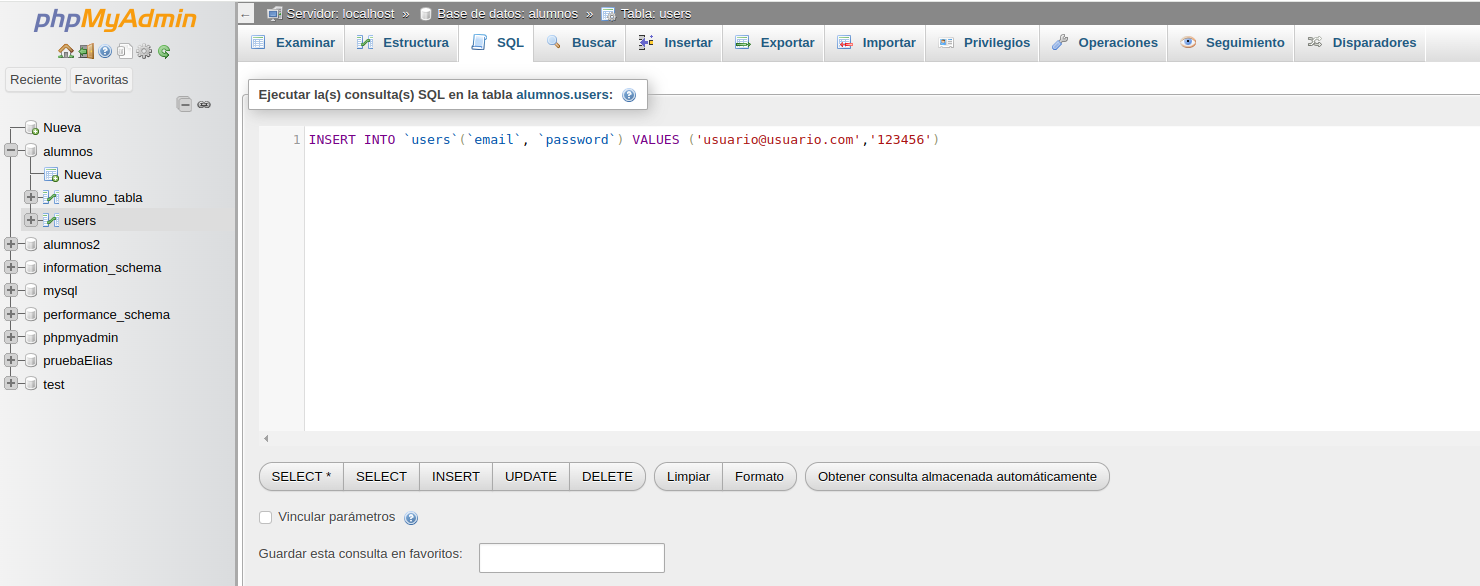 phpMyAdmin
Reciente Favoritas
Nueva
alumnos
Nueva
alumno_tabla
users
alumnos2
information_schema
mysql
performance_schema
phpmyadmin
pruebaElias
test
← Servidor: localhost » Base de datos: alumnos » Tabla: users
Examinar Estructura SQL Buscar Insertar Exportar Importar Privilegios Operaciones Seguimiento Disparadores
Ejecutar la(s) consulta(s) SQL en la tabla alumnos.users:
1 INSERT INTO `users`(`email`, `password`) VALUES ('usuario@usuario.com','123456')
SELECT * SELECT INSERT UPDATE DELETE Limpiar Formato Obtener consulta almacenada automáticamente
Vincular parámetros
Guardar esta consulta en favoritos: